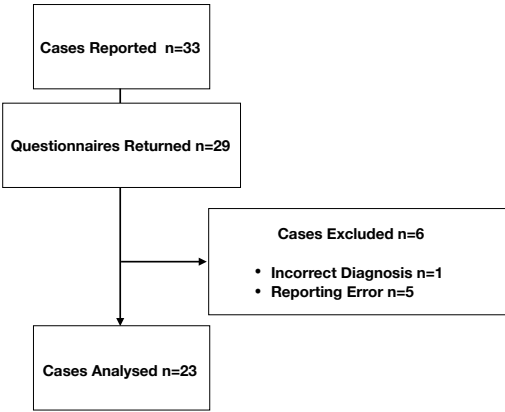 Cases Reported n=33
Questionnaires Returned n=29
Cases Excluded n=6
• Incorrect Diagnosis n=1
• Reporting Error n=5
Cases Analysed n=23